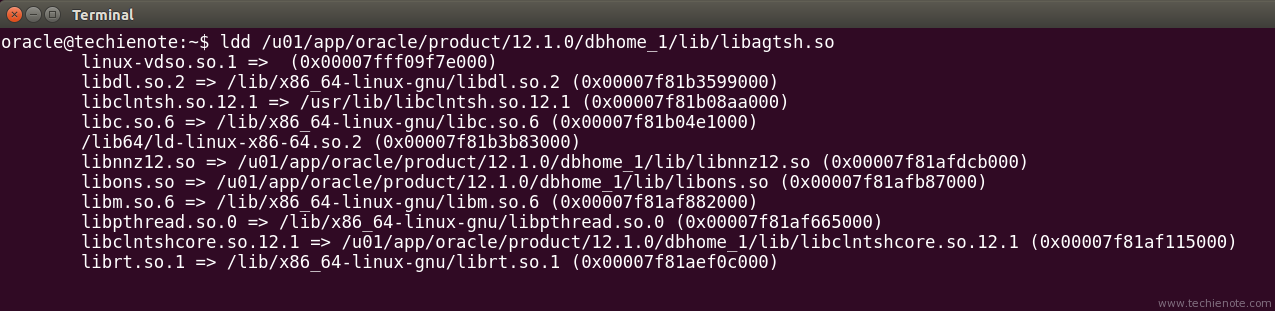 Terminal
oracle@techienote:~$ ldd /u01/app/oracle/product/12.1.0/dbhome_1/lib/libagtsh.so
linux-vdso.so.1 =>  (0x00007fff09f7e000)
libdl.so.2 => /lib/x86_64-linux-gnu/libdl.so.2 (0x00007f81b3599000)
libclntsh.so.12.1 => /usr/lib/libclntsh.so.12.1 (0x00007f81b08aa000)
libc.so.6 => /lib/x86_64-linux-gnu/libc.so.6 (0x00007f81b04e1000)
/lib64/ld-linux-x86-64.so.2 (0x00007f81b3b83000)
libnnz12.so => /u01/app/oracle/product/12.1.0/dbhome_1/lib/libnnz12.so (0x00007f81afdcb000)
libons.so => /u01/app/oracle/product/12.1.0/dbhome_1/lib/libons.so (0x00007f81afb87000)
libm.so.6 => /lib/x86_64-linux-gnu/libm.so.6 (0x00007f81af882000)
libpthread.so.0 => /lib/x86_64-linux-gnu/libpthread.so.0 (0x00007f81af665000)
libclntshcore.so.12.1 => /u01/app/oracle/product/12.1.0/dbhome_1/lib/libclntshcore.so.12.1 (0x00007f81af115000)
librt.so.1 => /lib/x86_64-linux-gnu/librt.so.1 (0x00007f81aef0c000)
www.techienote.com